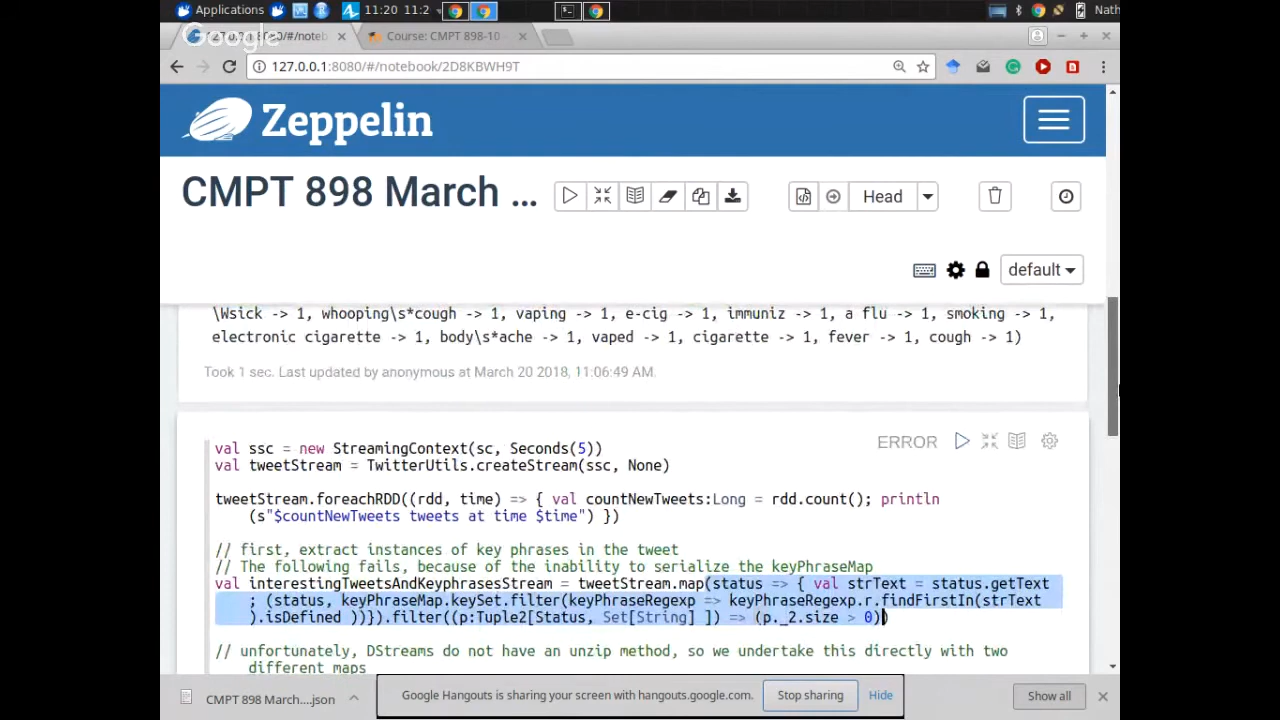 Applications 11:20 11:2 Nath
Google
127.0.0.1:8080/#/noteb Course: CMPT 898-10
127.0.0.1:8080/#/notebook/2D8KBWH9T
Zeppelin
CMPT 898 March ... Head
default
\Wsick -> 1, whooping\s*cough -> 1, vaping -> 1, e-cig -> 1, immuniz -> 1, a flu -> 1, smoking -> 1,
electronic cigarette -> 1, body\s*ache -> 1, vaped -> 1, cigarette -> 1, fever -> 1, cough -> 1)
Took 1 sec. Last updated by anonymous at March 20 2018, 11:06:49 AM.
ERROR
val ssc = new StreamingContext(sc, Seconds(5))
val tweetStream = TwitterUtils.createStream(ssc, None)
tweetStream.foreachRDD((rdd, time) => { val countNewTweets:Long = rdd.count(); println
(s"$countNewTweets tweets at time $time") })
// first, extract instances of key phrases in the tweet
// The following fails, because of the inability to serialize the keyPhraseMap
val interestingTweetsAndKeyphrasesStream = tweetStream.map(status => { val strText = status.getText
; (status, keyPhraseMap.keySet.filter(keyPhraseRegexp => keyPhraseRegexp.r.findFirstIn(strText
).isDefined ))}).filter((p:Tuple2[Status, Set[String] ]) => (p._2.size > 0))
// unfortunately, DStreams do not have an unzip method, so we undertake this directly with two
different maps
CMPT 898 March....json Google Hangouts is sharing your screen with hangouts.google.com. Stop sharing Hide Show all